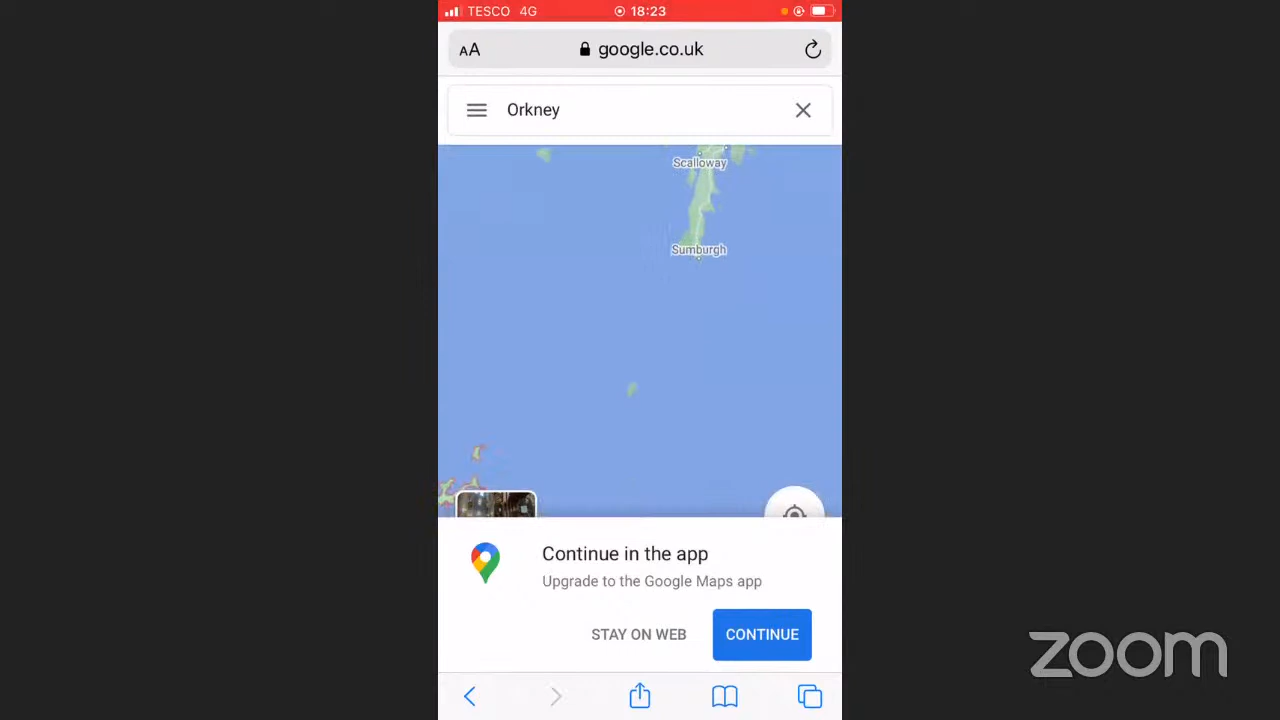 TESCO 4G 18:23
AA google.co.uk
Orkney
Scalloway
Sumburgh
Continue in the app
Upgrade to the Google Maps app
STAY ON WEB CONTINUE
zoom